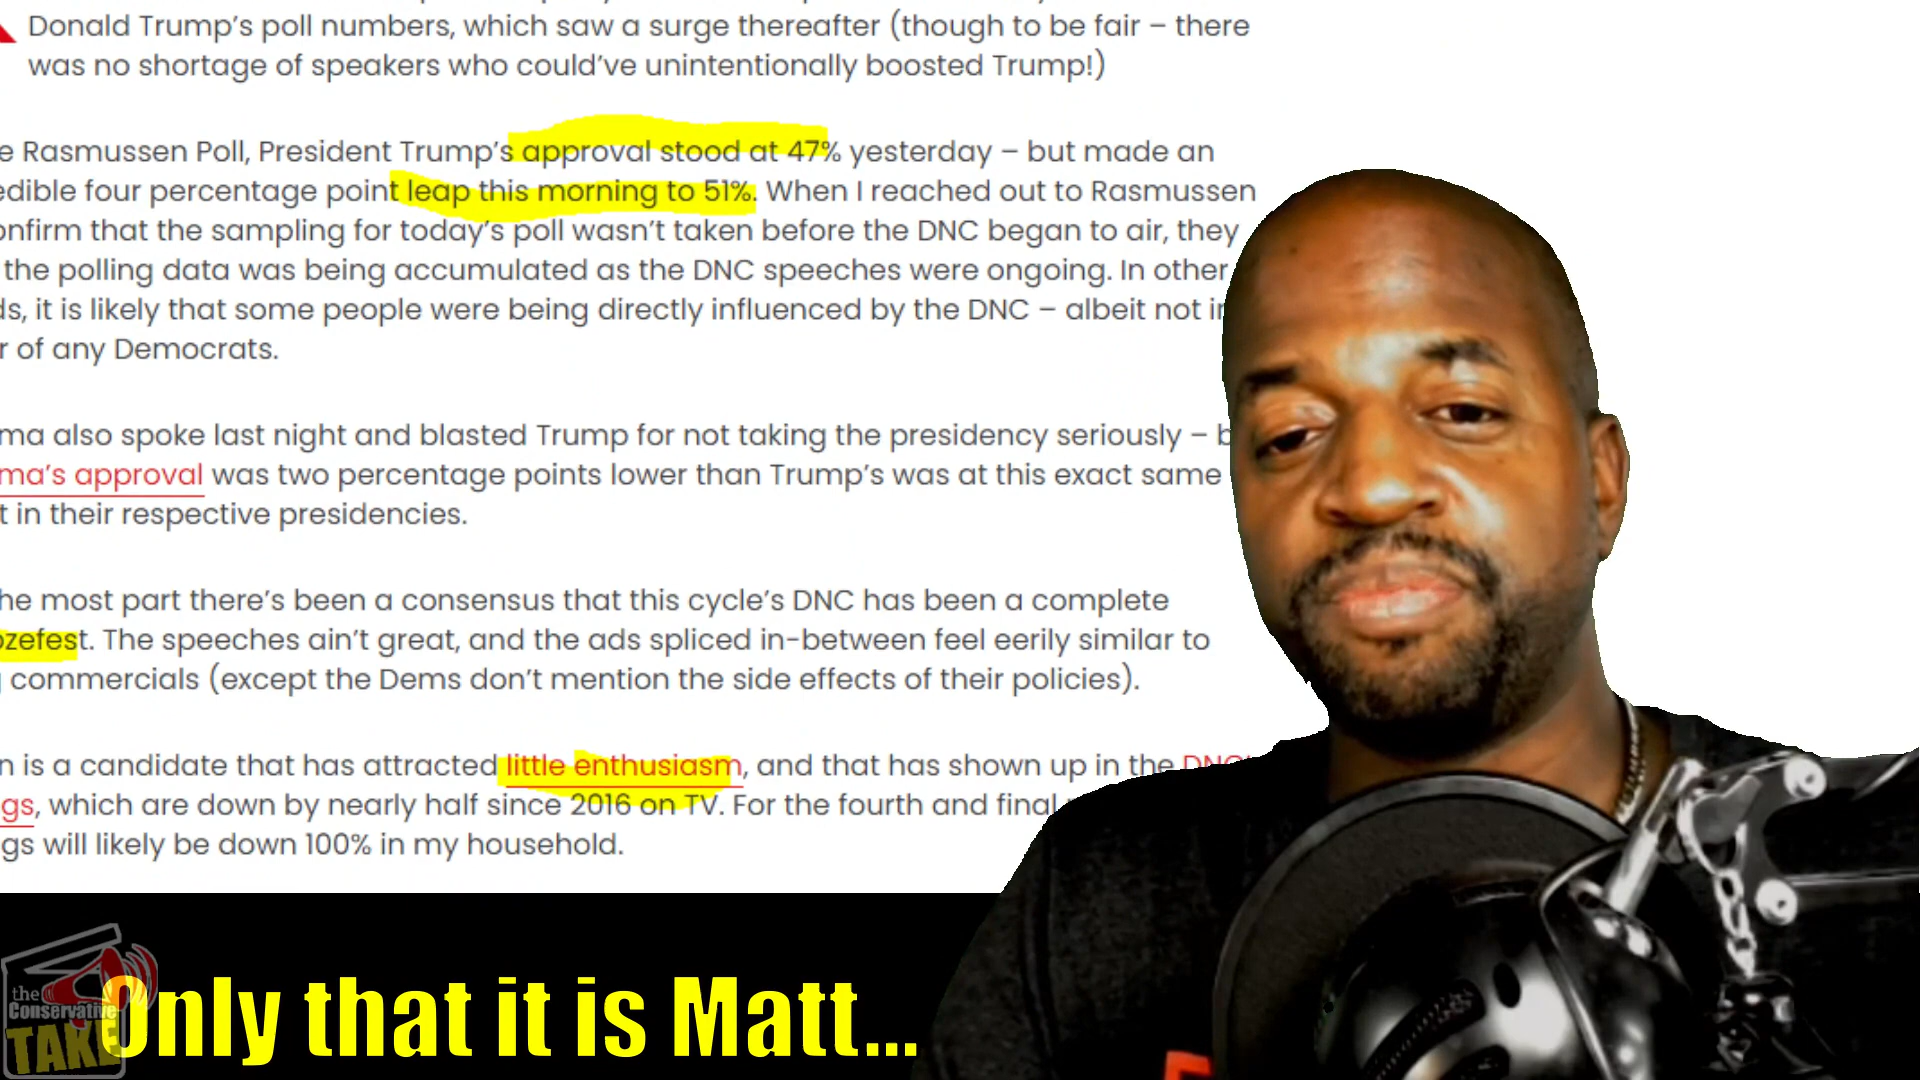 Donald Trump's poll numbers, which saw a surge thereafter (though to be fair – there
was no shortage of speakers who could've unintentionally boosted Trump!)
e Rasmussen Poll, President Trump's approval stood at 47% yesterday – but made an
edible four percentage point leap this morning to 51%. When I reached out to Rasmussen
onfirm that the sampling for today's poll wasn't taken before the DNC began to air, they
the polling data was being accumulated as the DNC speeches were ongoing. In other
ds, it is likely that some people were being directly influenced by the DNC – albeit not in
r of any Democrats.
ma also spoke last night and blasted Trump for not taking the presidency seriously – b
ma's approval was two percentage points lower than Trump's was at this exact same
t in their respective presidencies.
he most part there's been a consensus that this cycle's DNC has been a complete
ozefest. The speeches ain't great, and the ads spliced in-between feel eerily similar to
g commercials (except the Dems don't mention the side effects of their policies).
n is a candidate that has attracted little enthusiasm, and that has shown up in the DNC'
gs, which are down by nearly half since 2016 on TV. For the fourth and final
gs will likely be down 100% in my household.
the
Conservative
TAKE
Only that it is Matt...